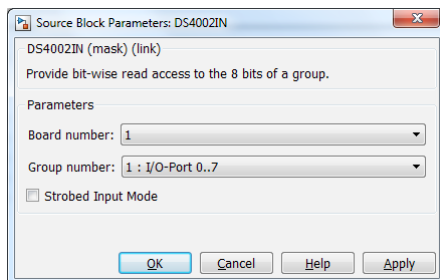 Source Block Parameters: DS4002IN
DS4002IN (mask) (link)
Provide bit-wise read access to the 8 bits of a group.
Parameters
Board number: 1
Group number: 1 : I/O-Port 0..7
Strobed Input Mode
OK Cancel Help Apply